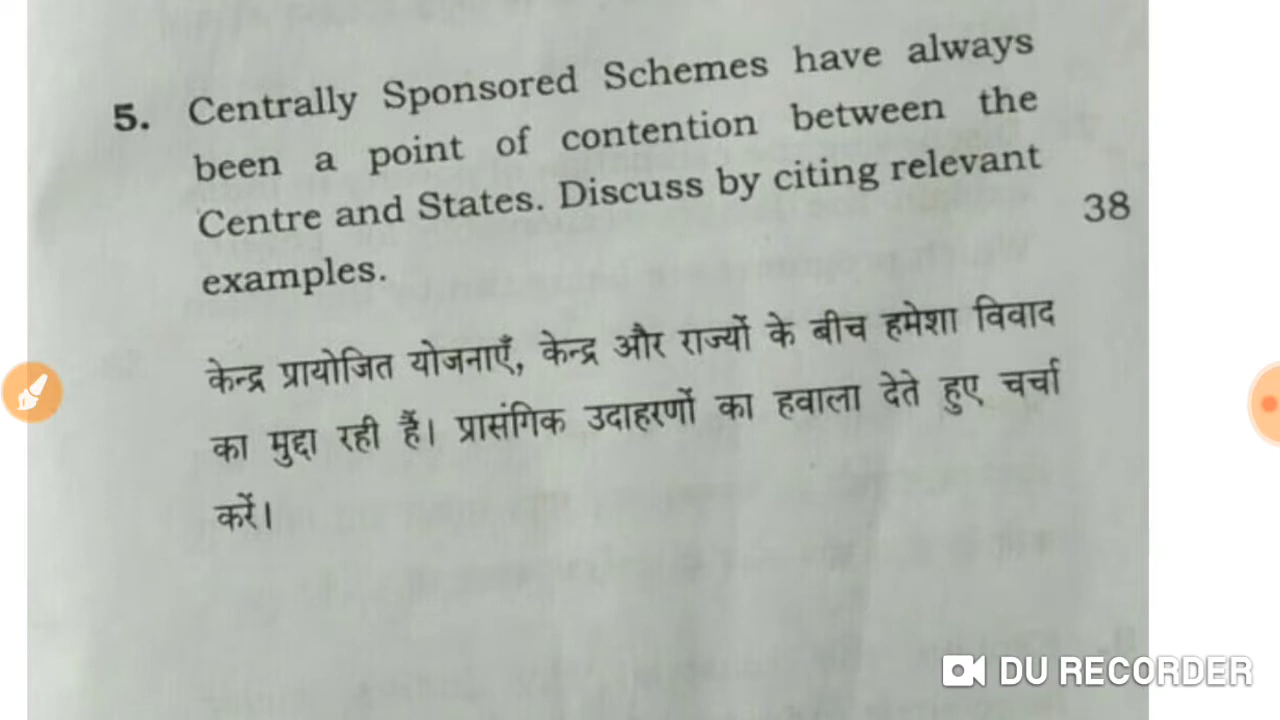 5. Centrally Sponsored Schemes have always
been a point of contention between the
Centre and States. Discuss by citing relevant
examples. 38
केन्द्र प्रायोजित योजनाएँ, केन्द्र और राज्यों के बीच हमेशा विवाद
का मुद्दा रही हैं। प्रासंगिक उदाहरणों का हवाला देते हुए चर्चा
करें।
DU RECORDER